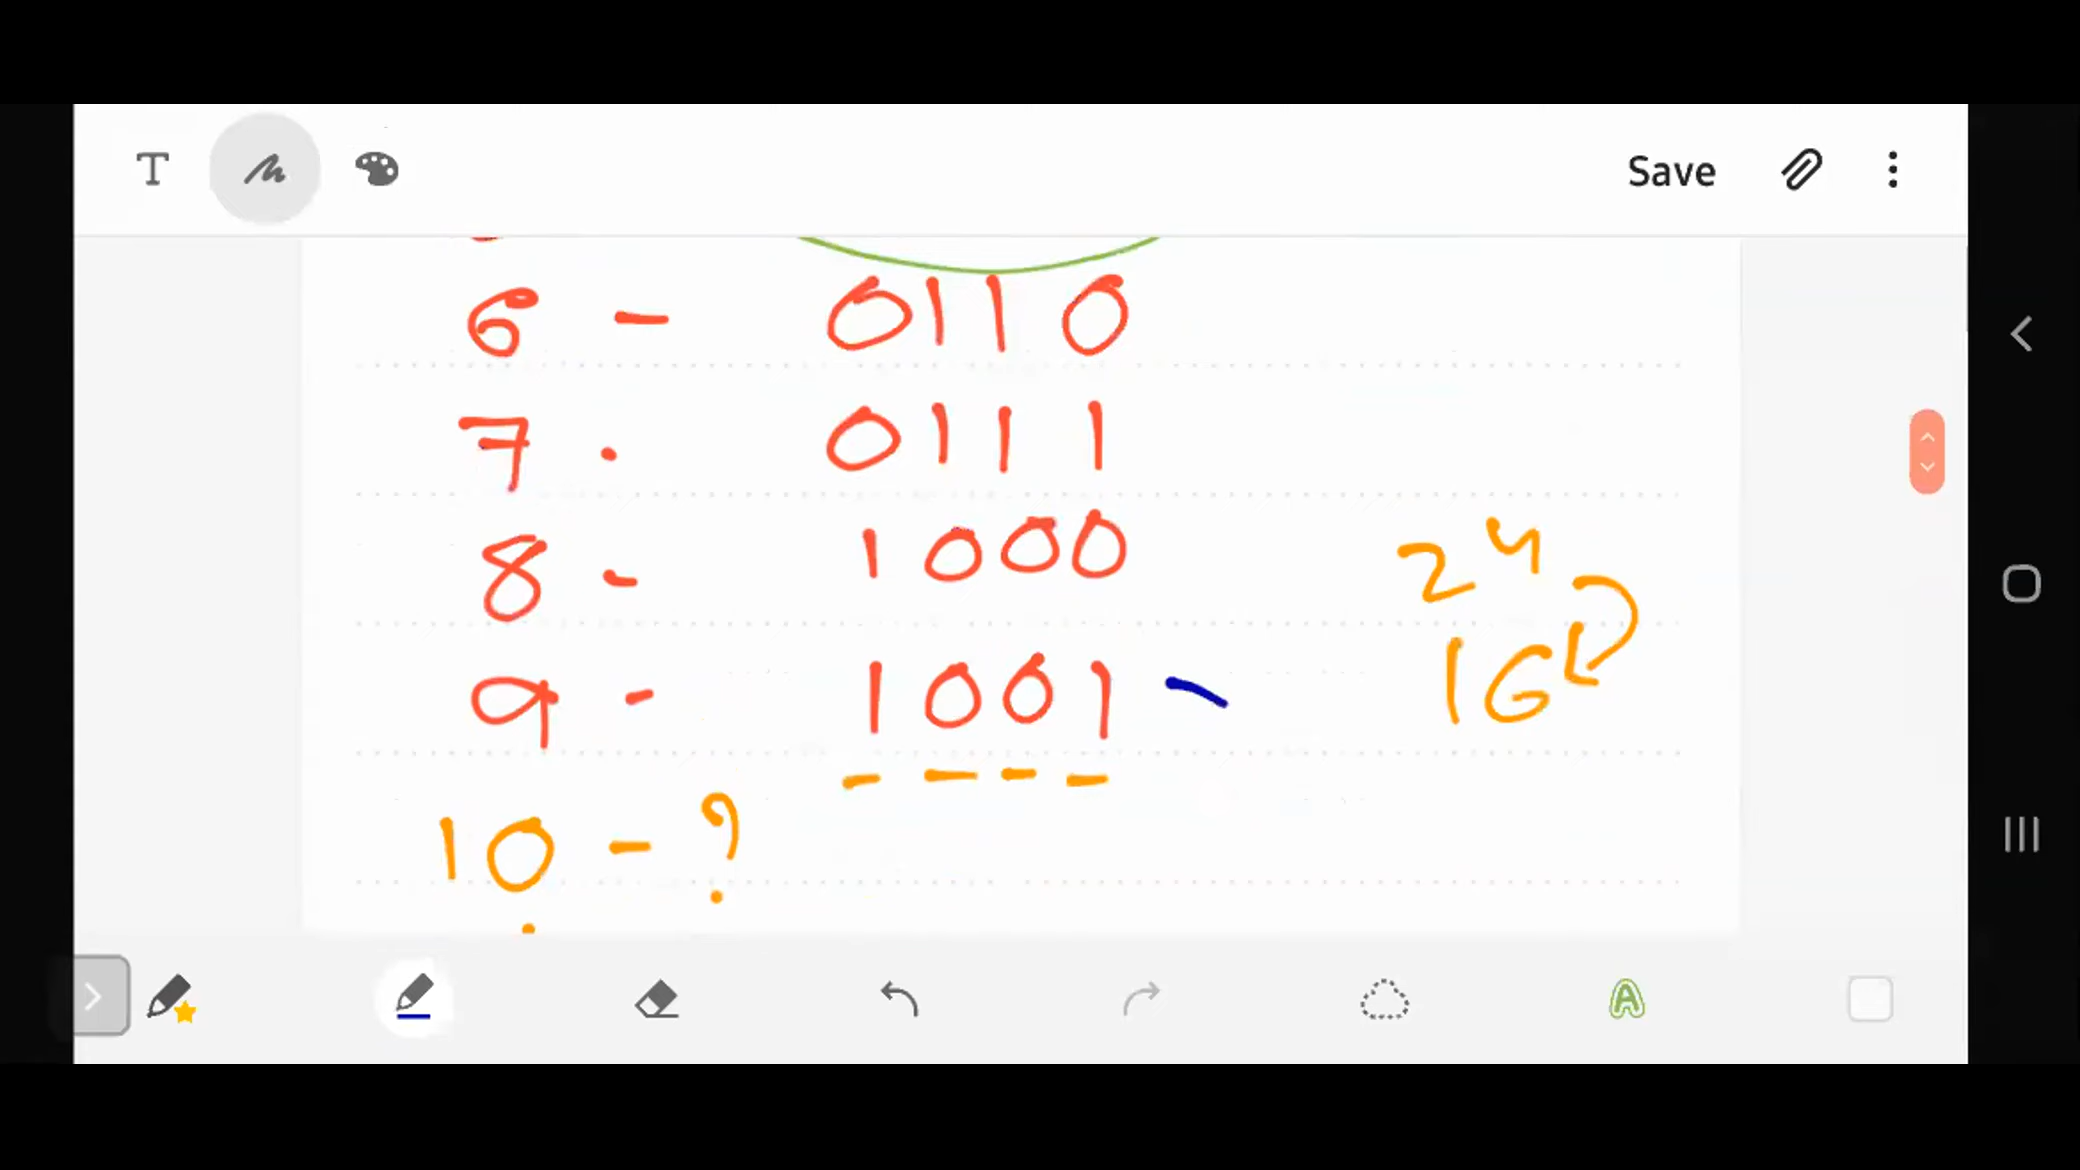 T Save
6 - 0110
7 . 0111
8 - 1000
9 - 1001 -
2⁴
16
- - - -
10 - ?
A